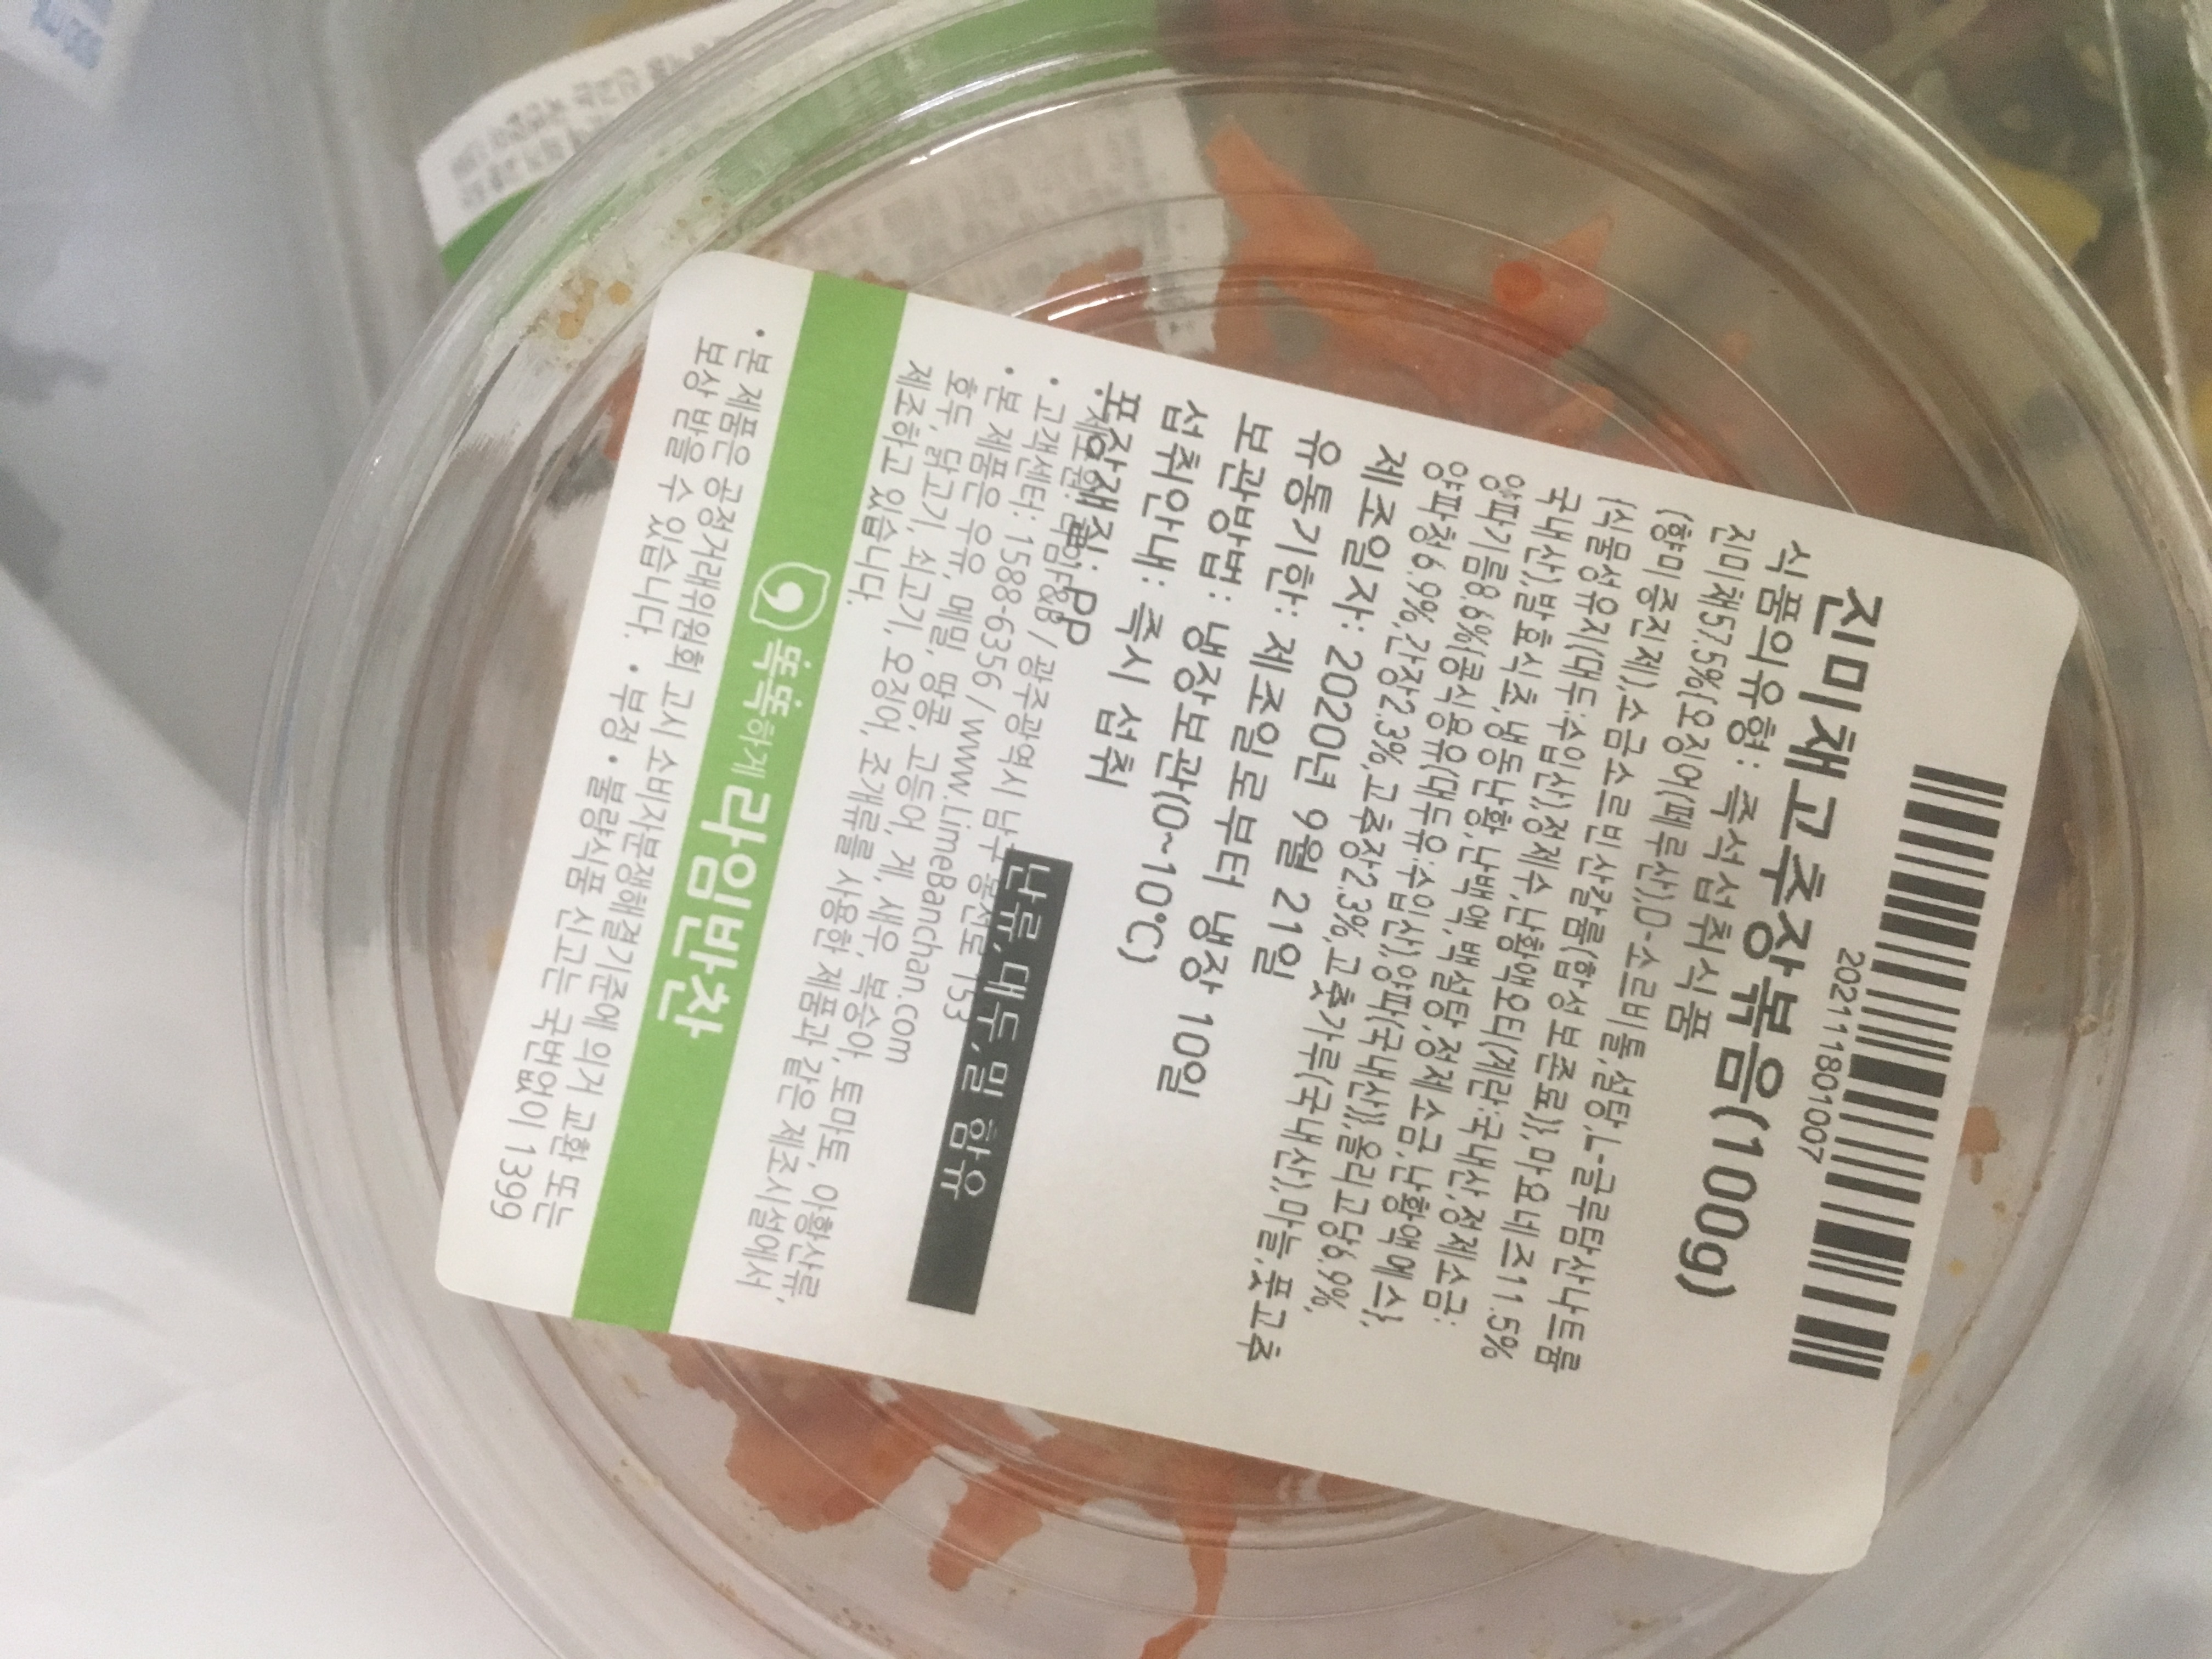 2021118010007
진미채고추장볶음(100g)
식품의유형: 즉석섭취식품
진미채57.5%{오징어(페루산),D-소르비톨,설탕,L-글루탐산나트륨
(향미증진제),소금소르빈산칼륨(합성보존료)},마요네즈11.5%
{식물성유지(대두:수입산),정제수,난황액오티(계란:국내산,정제소금:
국내산),발효식초,냉동난황,난백액,백설탕,정제소금,난황액에스},
양파기름8.6%{콩식용유(대두유:수입산),양파(국내산)},올리고당6.9%,
양파청6.9%,간장2.3%,고추장2.3%,고춧가루(국내산),마늘,풋고추
제조일자: 2020년 9월 21일
유통기한: 제조일로부터 냉장 10일
보관방법: 냉장보관(0~10℃)
섭취안내: 즉시 섭취
포장재질: PP
난류,대두,밀 함유
F&B / 광주광역시 남구 153
• 고객센터: 1588-6356 / www.LimeBanchan.com
• 본 제품은 우유, 메밀, 땅콩, 고등어, 게, 새우, 복숭아, 토마토, 아황산류,
호두, 닭고기, 쇠고기, 오징어, 조개류를 사용한 제품과 같은 제조시설에서
제조하고 있습니다.
똑똑하게 라임반찬
• 본 제품은 공정거래위원회 고시 소비자분쟁해결기준에 의거 교환 또는
보상 받을 수 있습니다. • 부정 • 불량식품 신고는 국번없이 1399